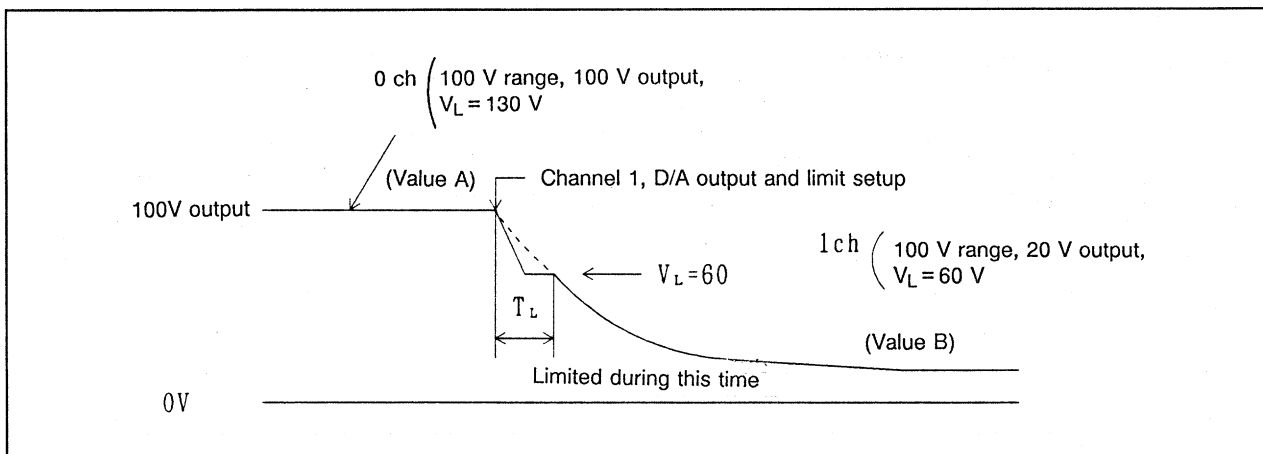 0 ch ( 100 V range, 100 V output,
V_L = 130 V
(Value A)
Channel 1, D/A output and limit setup
100V output
1ch ( 100 V range, 20 V output,
V_L = 60 V
V_L=60
T_L
(Value B)
Limited during this time
0V